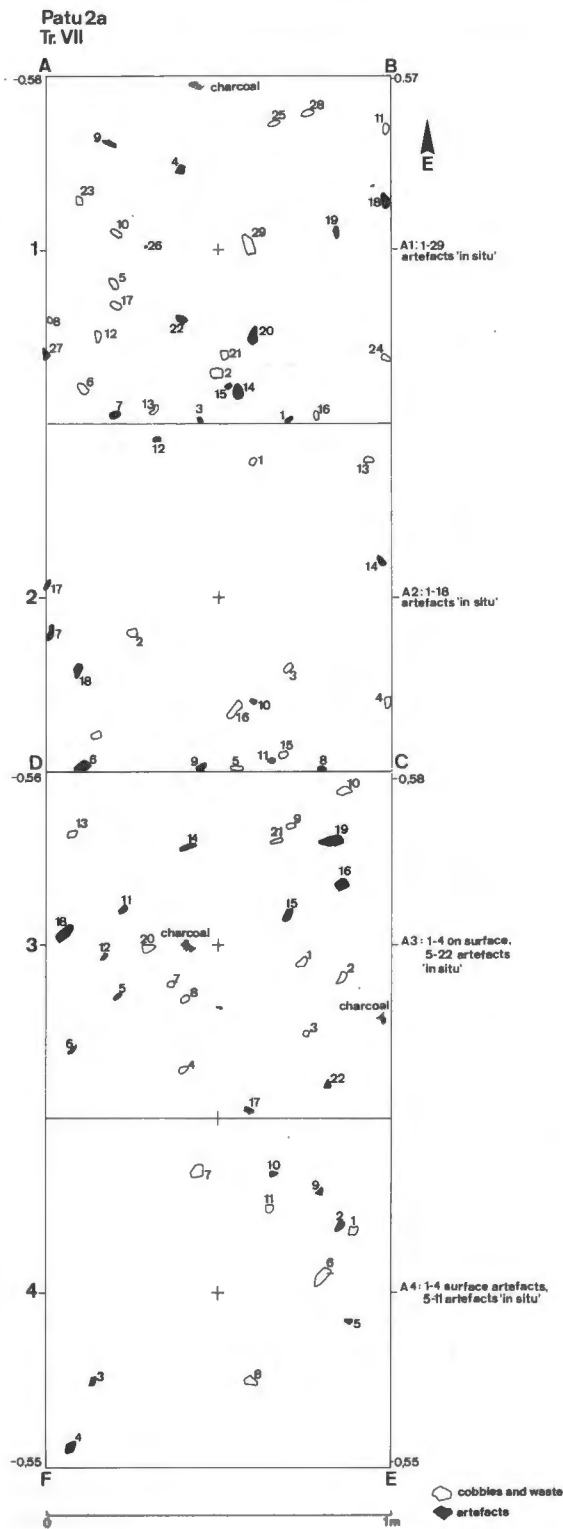 Patu 2a
Tr. VII
A B
-0.58 charcoal 0.57
25 28
11
9
4
E
23
18
10 26 29 19
1 A1: 1-29
artefacts 'in situ'
5
17
8
12 22 20
27 21 24
6 2
15 14
7 13 3 1 16
12 1 13
14
17
2 A2: 1-18
artefacts 'in situ'
7 2
18 3
16 10 4
15
11
D 6 9 5 8 C
-0.56 -0.58
10
13 14 21 9 19
16
11 15
18
3 12 20 charcoal A3: 1-4 on surface,
5-22 artefacts
'in situ'
1
2
5 7
8 charcoal
3
6
4 22
17
7 10
9
11 2 1
6
4 A4: 1-4 surface artefacts,
5-11 artefacts 'in situ'
5
3 8
4
-0.55 0.55
F E
cobbles and waste
artefacts
0 1m